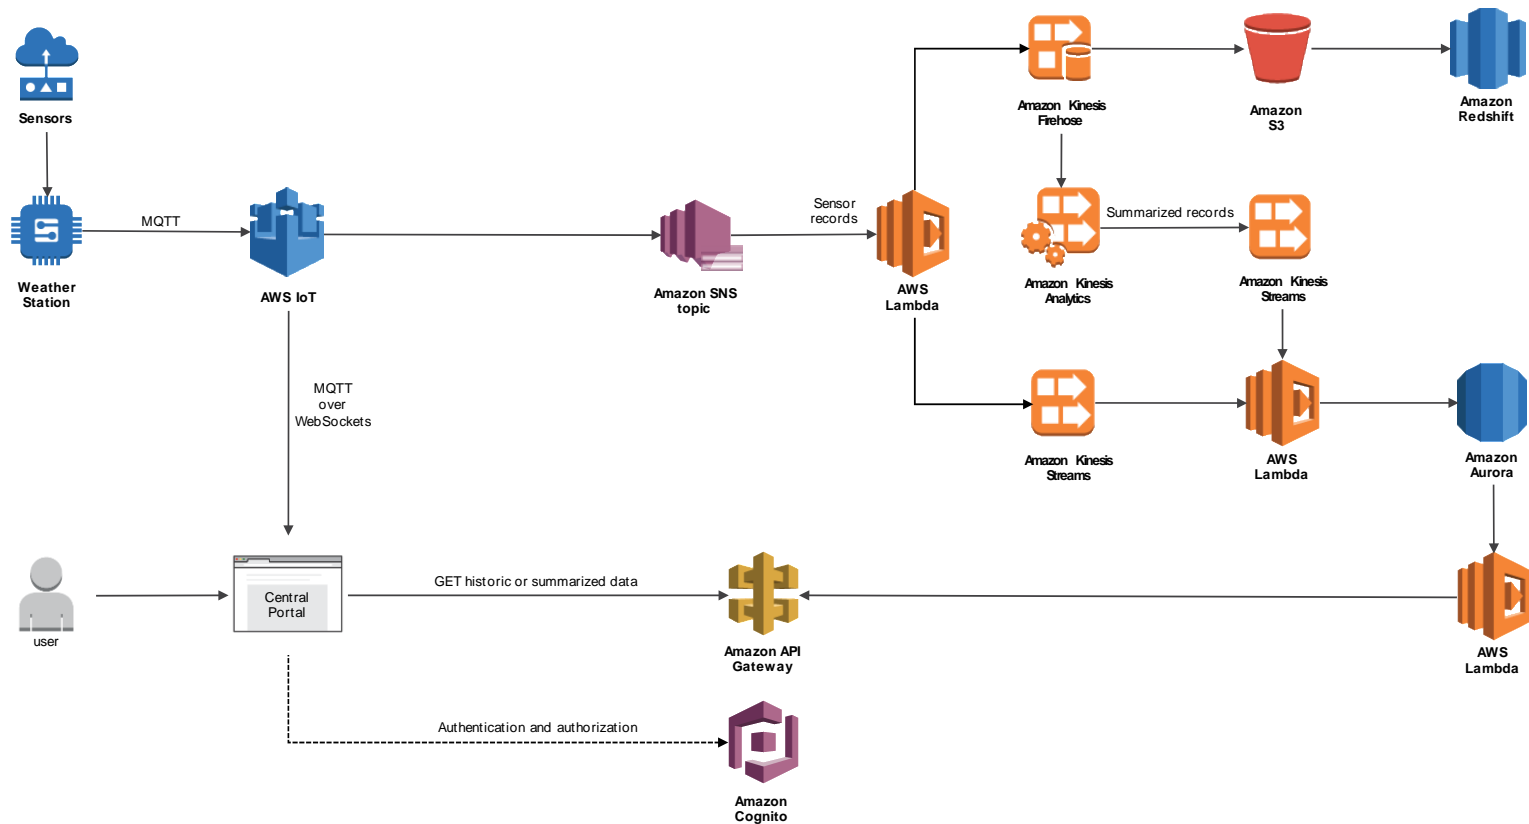 Sensors
Amazon Kinesis
Firehose
Amazon
S3
Amazon
Redshift
MQTT
Sensor
records
Summarized records
Weather
Station
AWS IoT
Amazon SNS
topic
AWS
Lambda
Amazon Kinesis
Analytics
Amazon Kinesis
Streams
MQTT
over
WebSockets
Amazon Kinesis
Streams
AWS
Lambda
Amazon
Aurora
user
Central
Portal
GET historic or summarized data
Amazon API
Gateway
AWS
Lambda
Authentication and authorization
Amazon
Cognito